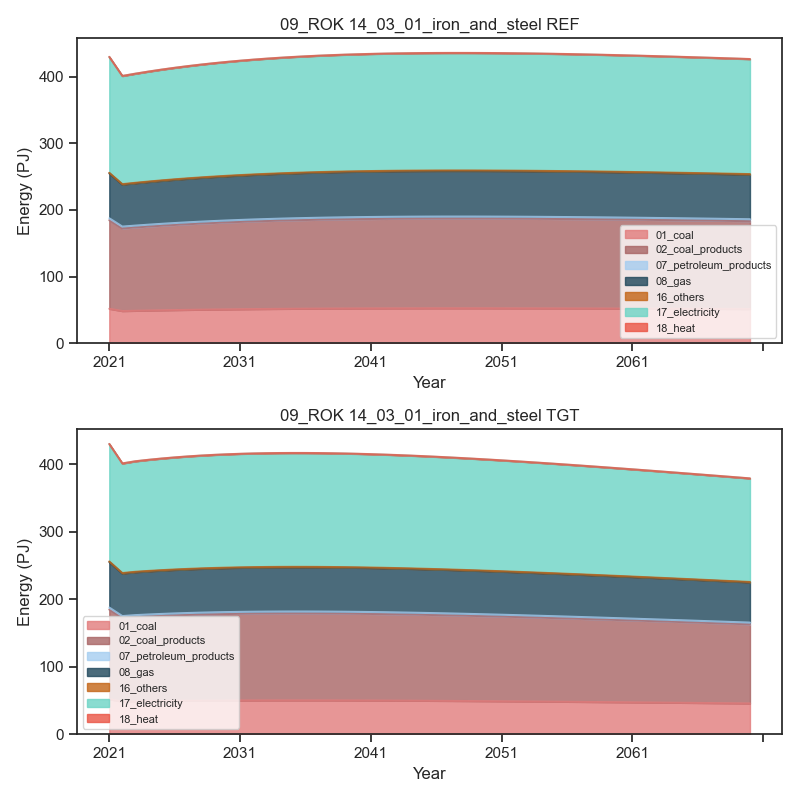 09_ROK 14_03_01_iron_and_steel REF
Energy (PJ)
400
300
200
100
0
01_coal
02_coal_products
07_petroleum_products
08_gas
16_others
17_electricity
18_heat
2021 2031 2041 2051 2061
Year
09_ROK 14_03_01_iron_and_steel TGT
Energy (PJ)
400
300
200
100
0
01_coal
02_coal_products
07_petroleum_products
08_gas
16_others
17_electricity
18_heat
2021 2031 2041 2051 2061
Year